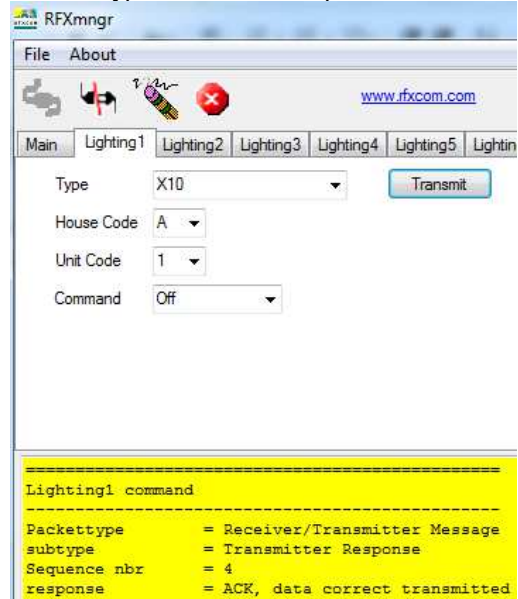 RFXmngr
File About
www.rfxcom.com
Main Lighting1 Lighting2 Lighting3 Lighting4 Lighting5 Lightin
Type X10 Transmit
House Code A
Unit Code 1
Command Off
==================================================
Lighting1 command
--------------------------------------------------
Packettype = Receiver/Transmitter Message
subtype = Transmitter Response
Sequence nbr = 4
response = ACK, data correct transmitted